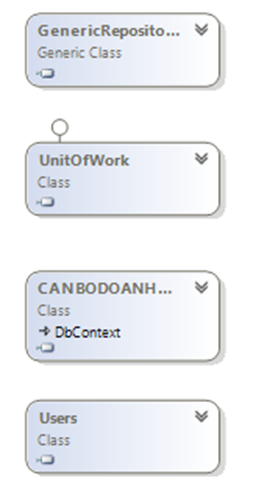 GenericReposito...
Generic Class
UnitOfWork
Class
CANBODOANH...
Class
DbContext
Users
Class